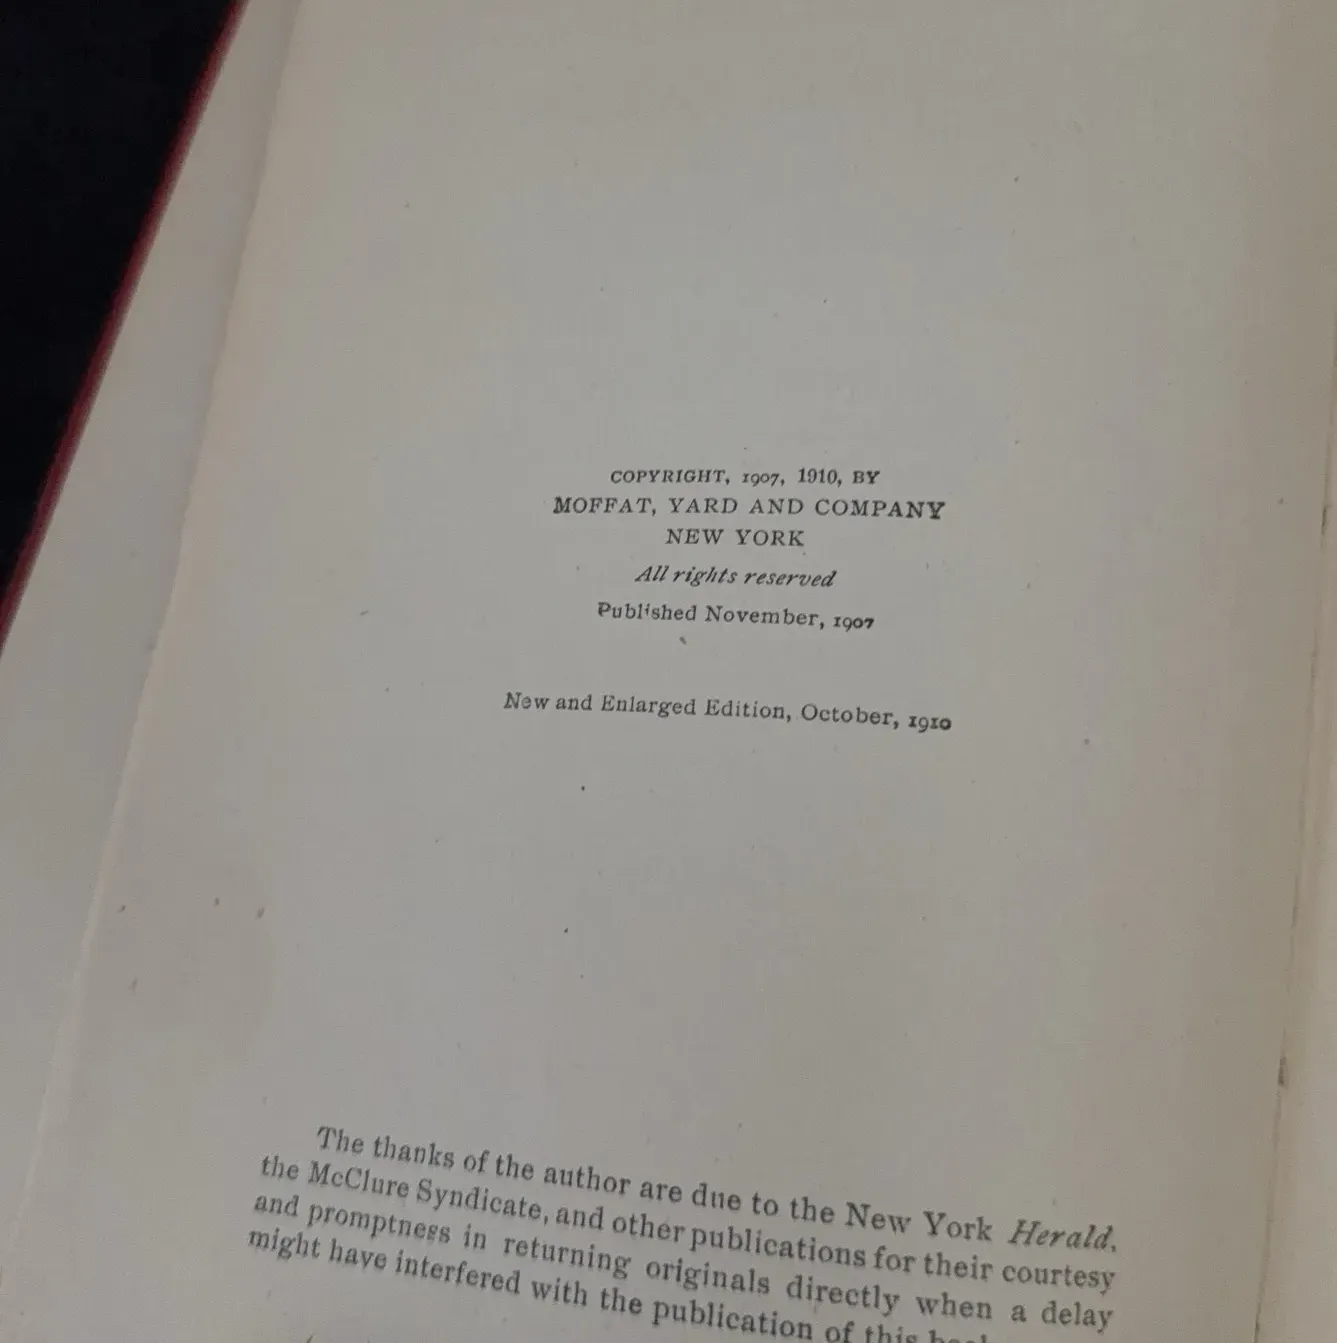 COPYRIGHT, 1907, 1910, BY
MOFFAT, YARD AND COMPANY
NEW YORK
All rights reserved
Published November, 1907
New and Enlarged Edition, October, 1910
The thanks of the author are due to the New York Herald,
the McClure Syndicate, and other publications for their courtesy
and promptness in returning originals directly when a delay
might have interfered with the publication of this